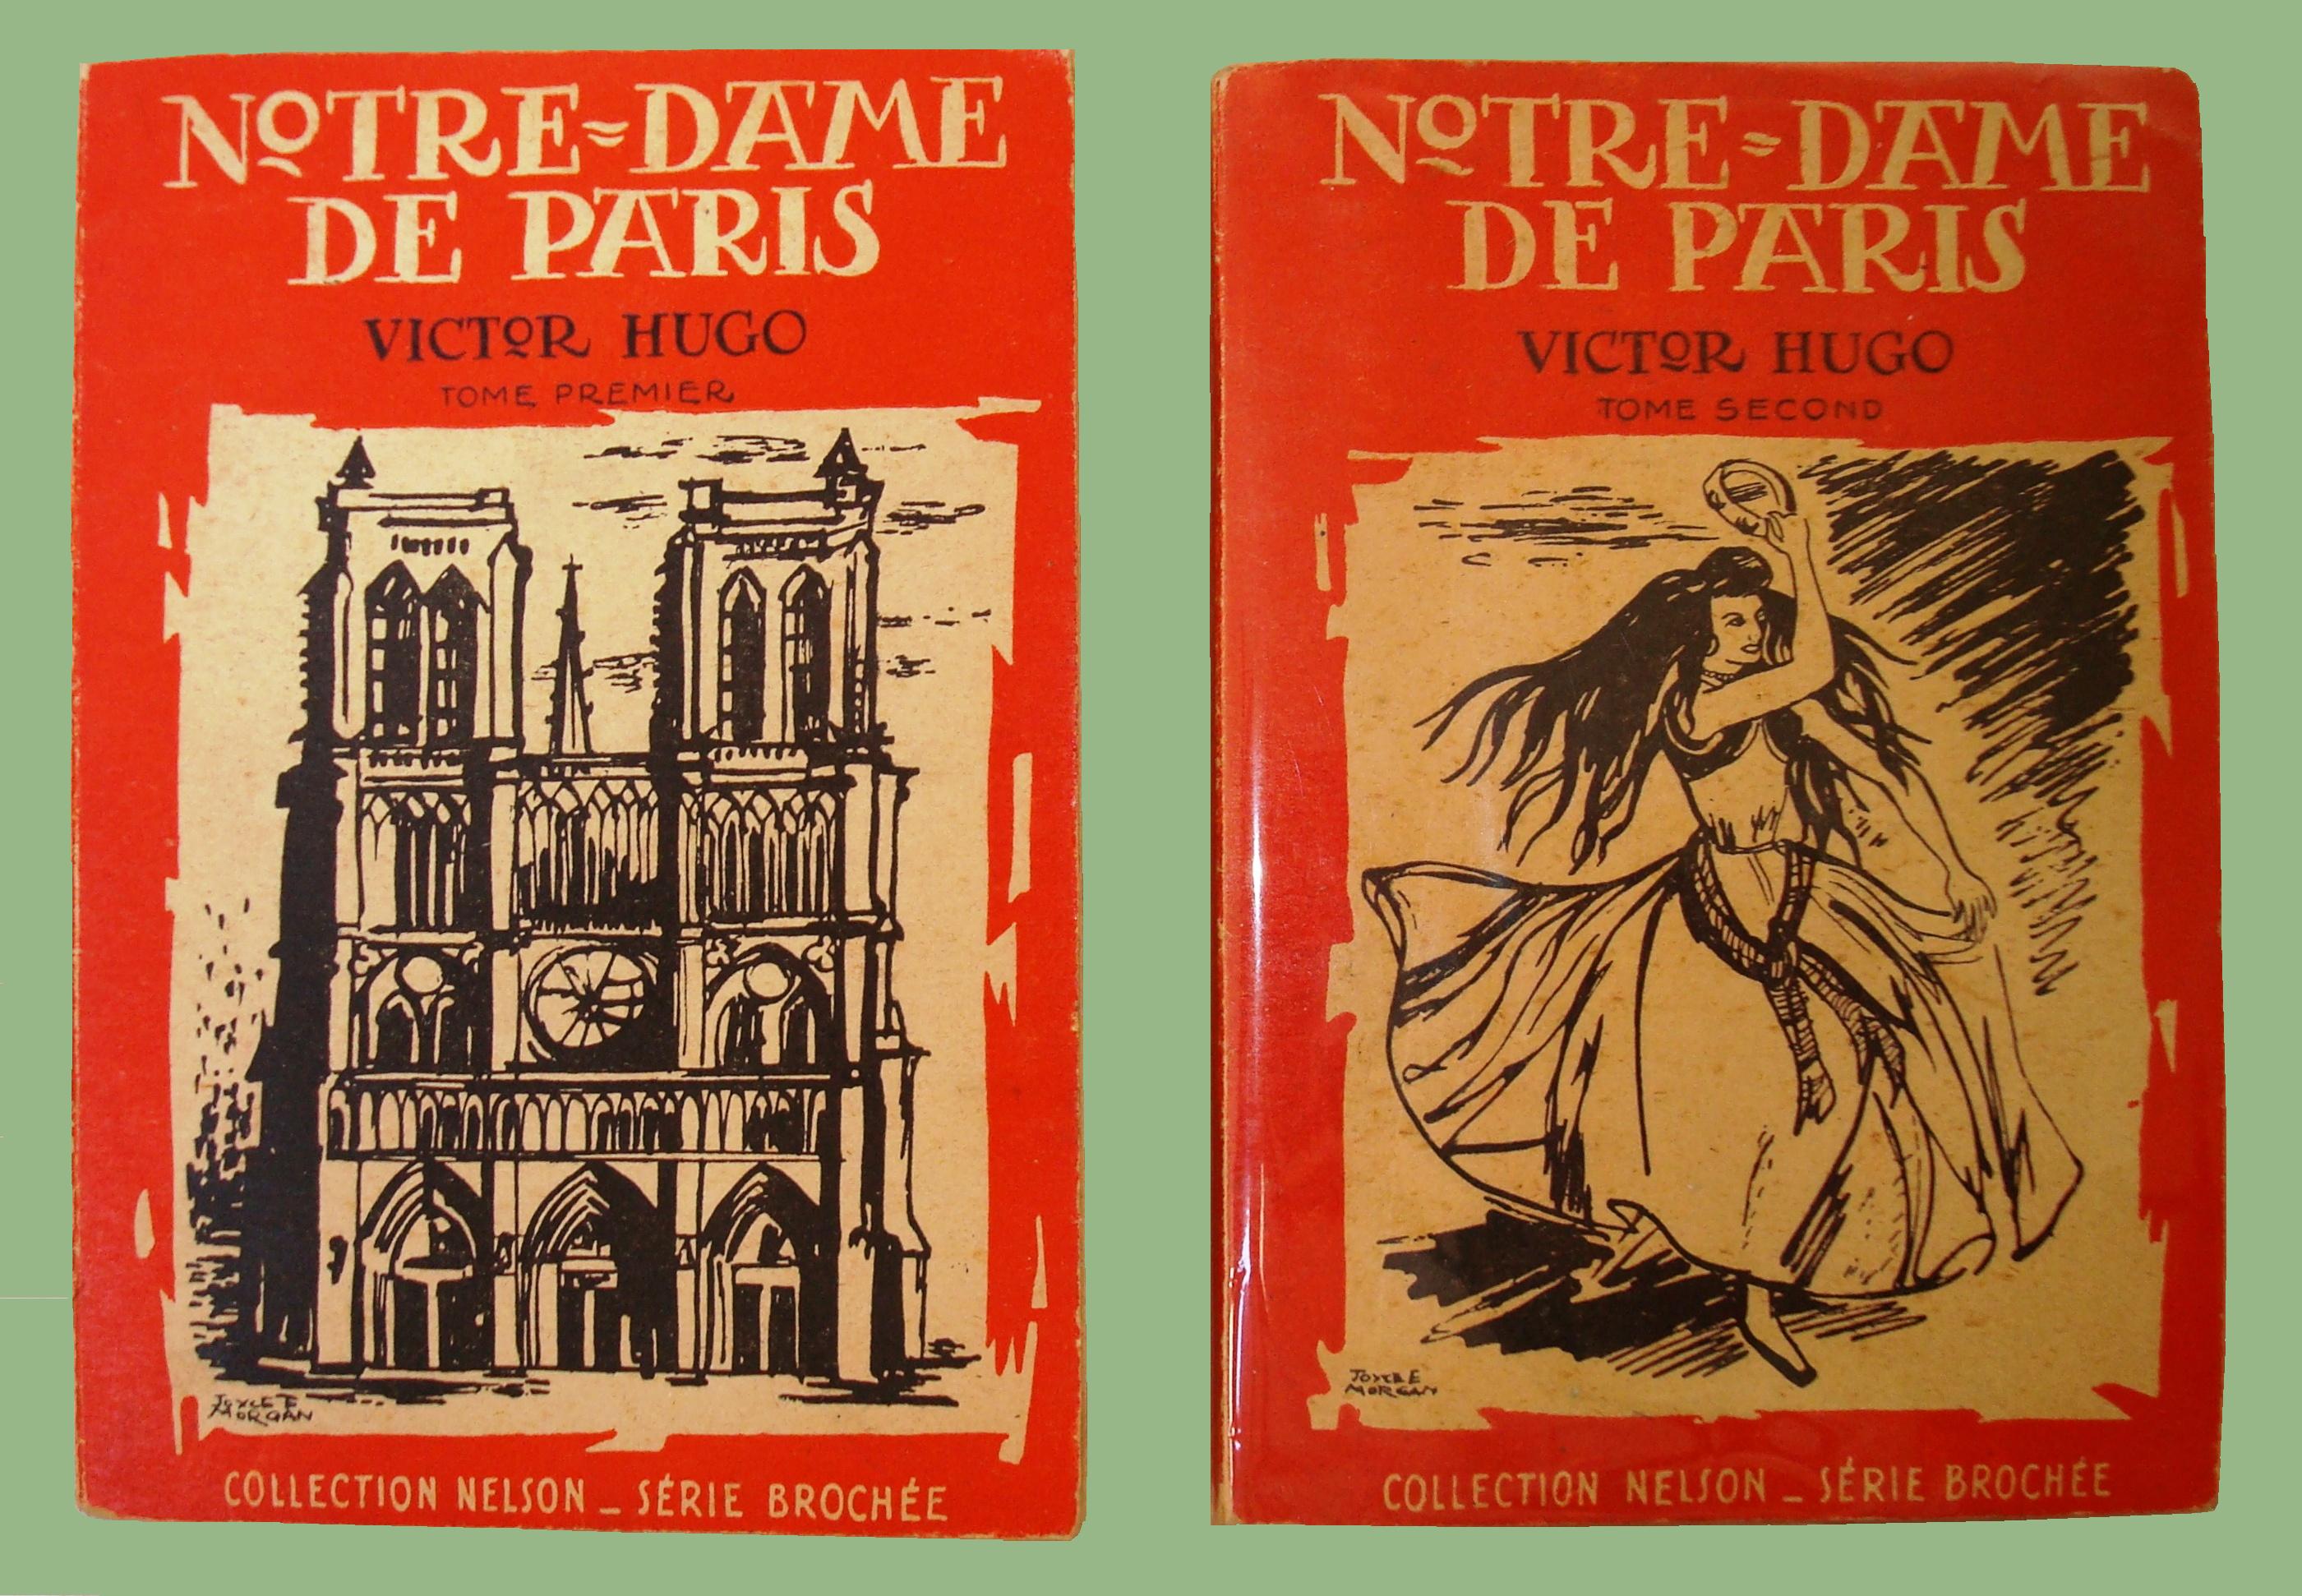 NOTRE-DAME
DE PARIS
VICTOR HUGO
TOME PREMIER
JOYCE E
MORGAN
COLLECTION NELSON _ SÉRIE BROCHÉE
NOTRE-DAME
DE PARIS
VICTOR HUGO
TOME SECOND
JOYCE E
MORGAN
COLLECTION NELSON _ SÉRIE BROCHÉE